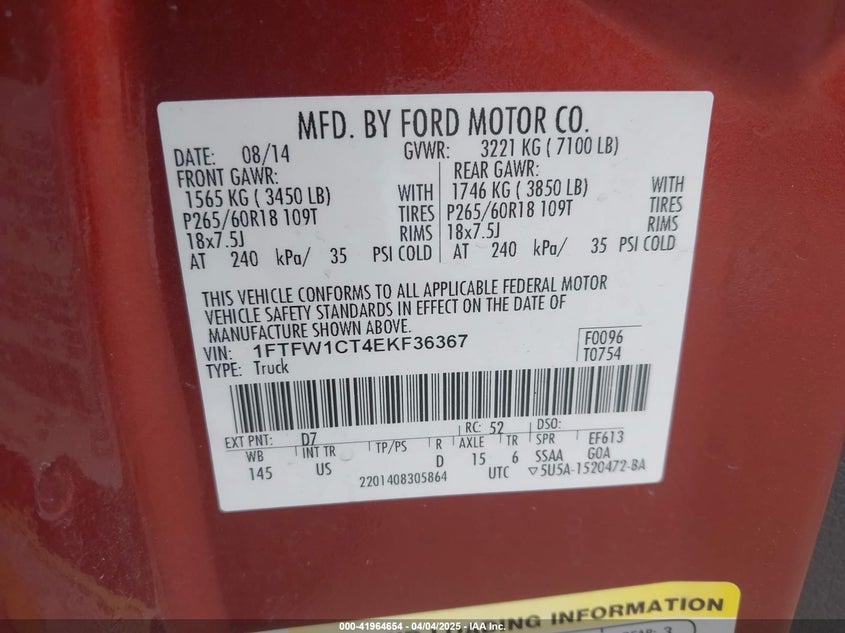 MFD. BY FORD MOTOR CO.
DATE: 08/14 GVWR: 3221 KG ( 7100 LB)
FRONT GAWR: REAR GAWR:
1565 KG ( 3450 LB) WITH 1746 KG ( 3850 LB) WITH
P265/60R18 109T TIRES P265/60R18 109T TIRES
18x7.5J RIMS 18x7.5J RIMS
AT 240 kPa/ 35 PSI COLD AT 240 kPa/ 35 PSI COLD
THIS VEHICLE CONFORMS TO ALL APPLICABLE FEDERAL MOTOR
VEHICLE SAFETY STANDARDS IN EFFECT ON THE DATE OF
MANUFACTURE SHOWN ABOVE.
VIN: 1FTFW1CT4EKF36367 F0096
TYPE: Truck T0754
EXT PNT: D7 RC: 52 DSO:
WB INT TR TP/PS R AXLE TR SPR EF613
145 US D 15 6 SSAA GOA
2201408305864 UTC ▽5U5A-1520472-BA
INFORMATION
000-41964654 - 04/04/2025 - IAA Inc.